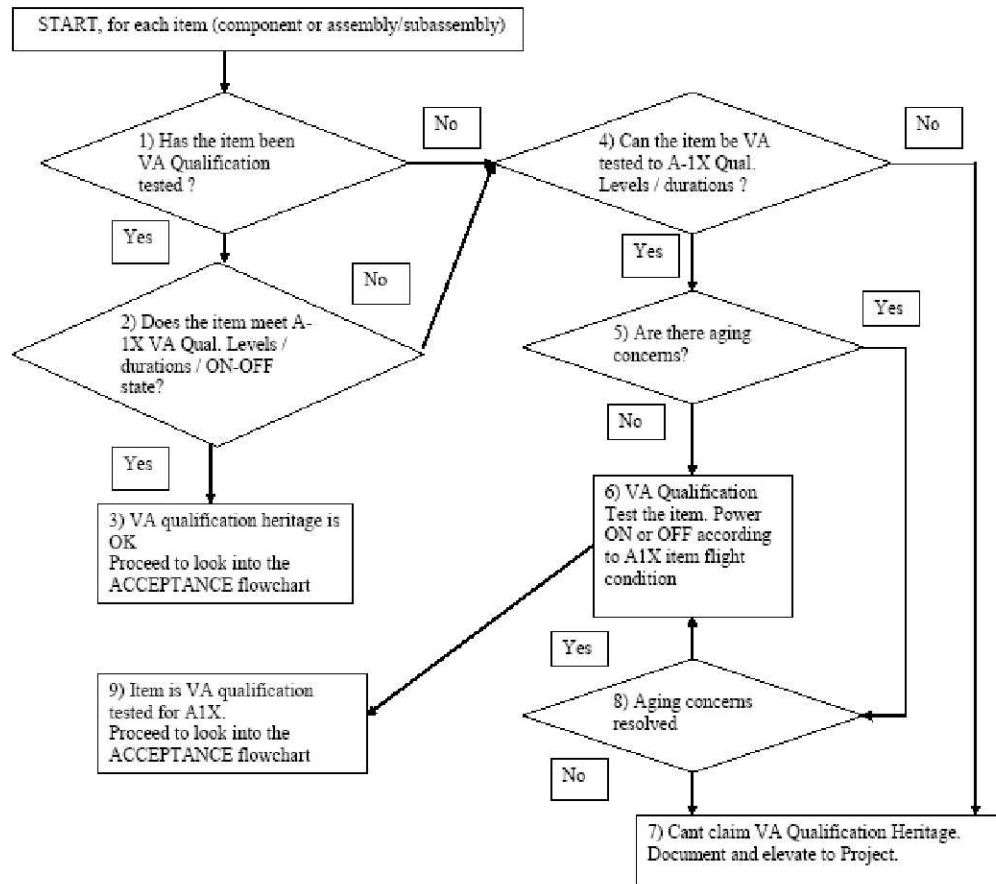 START, for each item (component or assembly/subassembly)
1) Has the item been
VA Qualification
tested ?
No
4) Can the item be VA
tested to A-1X Qual.
Levels / durations ?
No
Yes
2) Does the item meet A-
1X VA Qual. Levels /
durations / ON-OFF
state?
No
Yes
5) Are there aging
concerns?
Yes
No
Yes
3) VA qualification heritage is
OK
Proceed to look into the
ACCEPTANCE flowchart
6) VA Qualification
Test the item. Power
ON or OFF according
to A1X item flight
condition
Yes
9) Item is VA qualification
tested for A1X.
Proceed to look into the
ACCEPTANCE flowchart
8) Aging concerns
resolved
No
7) Cant claim VA Qualification Heritage.
Document and elevate to Project.